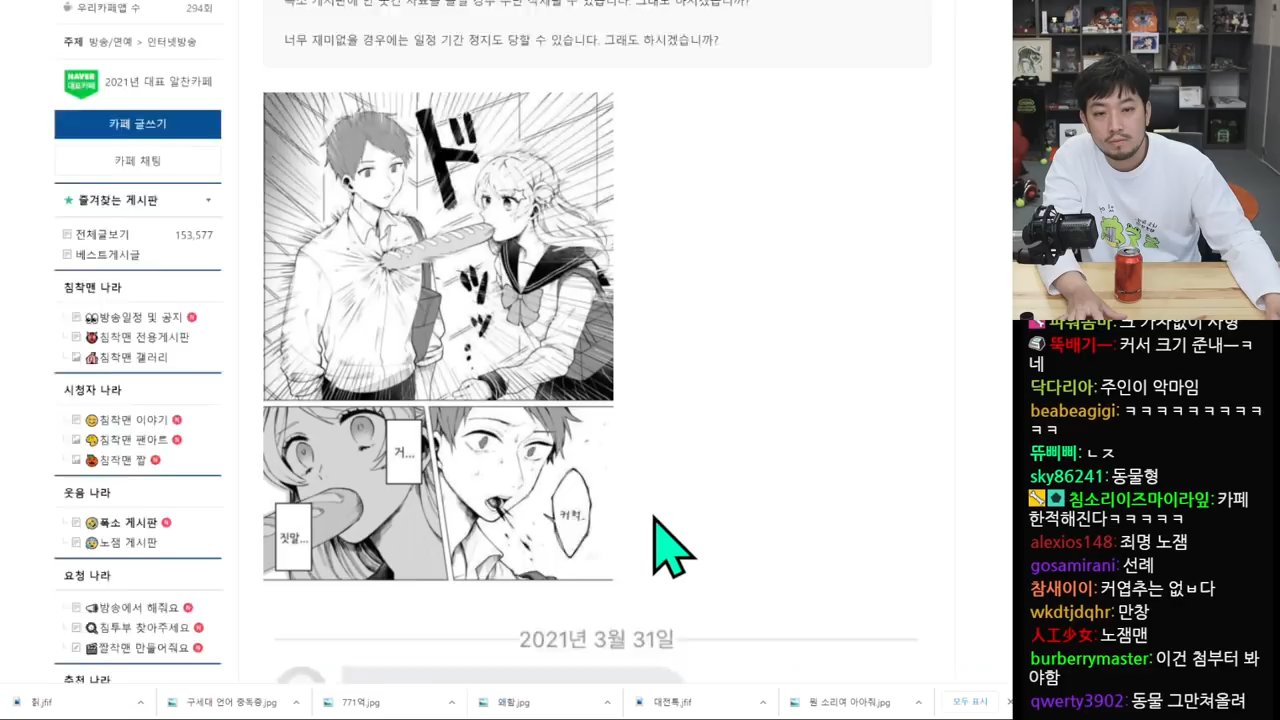 우리카페앱 수 294회
주제 방송/연예 > 인터넷방송
NAVER
대표카페
2021년 대표 알찬카페
카페 글쓰기
카페 채팅
즐겨찾는 게시판
전체글보기 153,577
베스트게시글
침착맨 나라
방송일정 및 공지
침착맨 전용게시판
침착맨 갤러리
시청자 나라
침착맨 이야기
침착맨 팬아트
침착맨 짤
웃음 나라
폭소 게시판
노잼 게시판
요청 나라
방송에서 해줘요
침투부 찾아주세요
짤착맨 만들어줘요
추천 나라
너무 재미없을 경우에는 일정 기간 정지도 당할 수 있습니다. 그래도 하시겠습니까?
ド
ッ
ッ
거...
짓말...
커헉..
2021년 3월 31일
뚝배기ㅡ: 커서 크기 준내ㅡㅋ
네
닥다리아: 주인이 악마임
beabeagigi: ㅋㅋㅋㅋㅋㅋㅋㅋㅋ
ㅋㅋ
뜌삐삐: ㄴㅈ
sky86241: 동물형
침소리이즈마이라잎: 카페
한적해진다ㅋㅋㅋㅋㅋ
alexios148: 죄명 노잼
gosamirani: 선례
참새이이: 커엽추는 없ㅂ다
wkdtjdqhr: 만창
人工少女: 노잼맨
burberrymaster: 이건 첨부터 봐
야함
qwerty3902: 동물 그만쳐올려
칡.jfif
구세대 언어 중독증.jpg
771억.jpg
왜함.jpg
대전특.jfif
뭔 소리여 아아줘.jpg
모두 표시